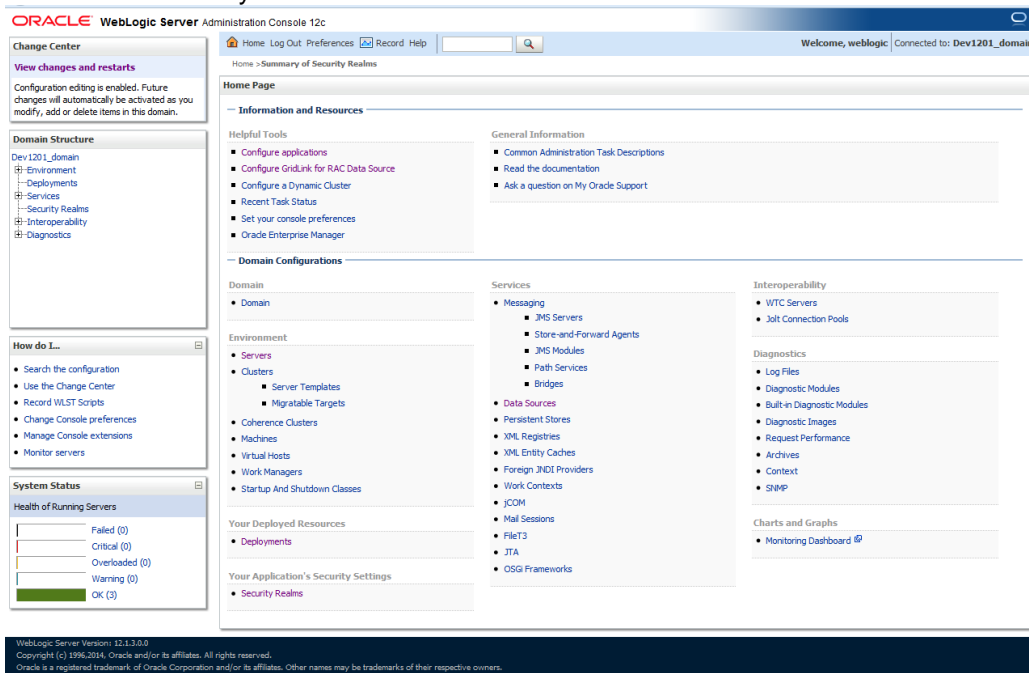 ORACLE WebLogic Server Administration Console 12c
Change Center
View changes and restarts
Configuration editing is enabled. Future
changes will automatically be activated as you
modify, add or delete items in this domain.
Domain Structure
Dev1201_domain
Environment
Deployments
Services
Security Realms
Interoperability
Diagnostics
How do I...
Search the configuration
Use the Change Center
Record WLST Scripts
Change Console preferences
Manage Console extensions
Monitor servers
System Status
Health of Running Servers
Failed (0)
Critical (0)
Overloaded (0)
Warning (0)
OK (3)
Home Log Out Preferences Record Help
Welcome, weblogic Connected to: Dev1201_domain
Home >Summary of Security Realms
Home Page
Information and Resources
Helpful Tools
Configure applications
Configure GridLink for RAC Data Source
Configure a Dynamic Cluster
Recent Task Status
Set your console preferences
Oracle Enterprise Manager
General Information
Common Administration Task Descriptions
Read the documentation
Ask a question on My Oracle Support
Domain Configurations
Domain
Domain
Environment
Servers
Clusters
Server Templates
Migratable Targets
Coherence Clusters
Machines
Virtual Hosts
Work Managers
Startup And Shutdown Classes
Your Deployed Resources
Deployments
Your Application's Security Settings
Security Realms
Services
Messaging
JMS Servers
Store-and-Forward Agents
JMS Modules
Path Services
Bridges
Data Sources
Persistent Stores
XML Registries
XML Entity Caches
Foreign JNDI Providers
Work Contexts
jCOM
Mail Sessions
FileT3
JTA
OSGi Frameworks
Interoperability
WTC Servers
Jolt Connection Pools
Diagnostics
Log Files
Diagnostic Modules
Built-in Diagnostic Modules
Diagnostic Images
Request Performance
Archives
Context
SNMP
Charts and Graphs
Monitoring Dashboard
WebLogic Server Version: 12.1.3.0.0
Copyright (c) 1996,2014, Oracle and/or its affiliates. All rights reserved.
Oracle is a registered trademark of Oracle Corporation and/or its affiliates. Other names may be trademarks of their respective owners.